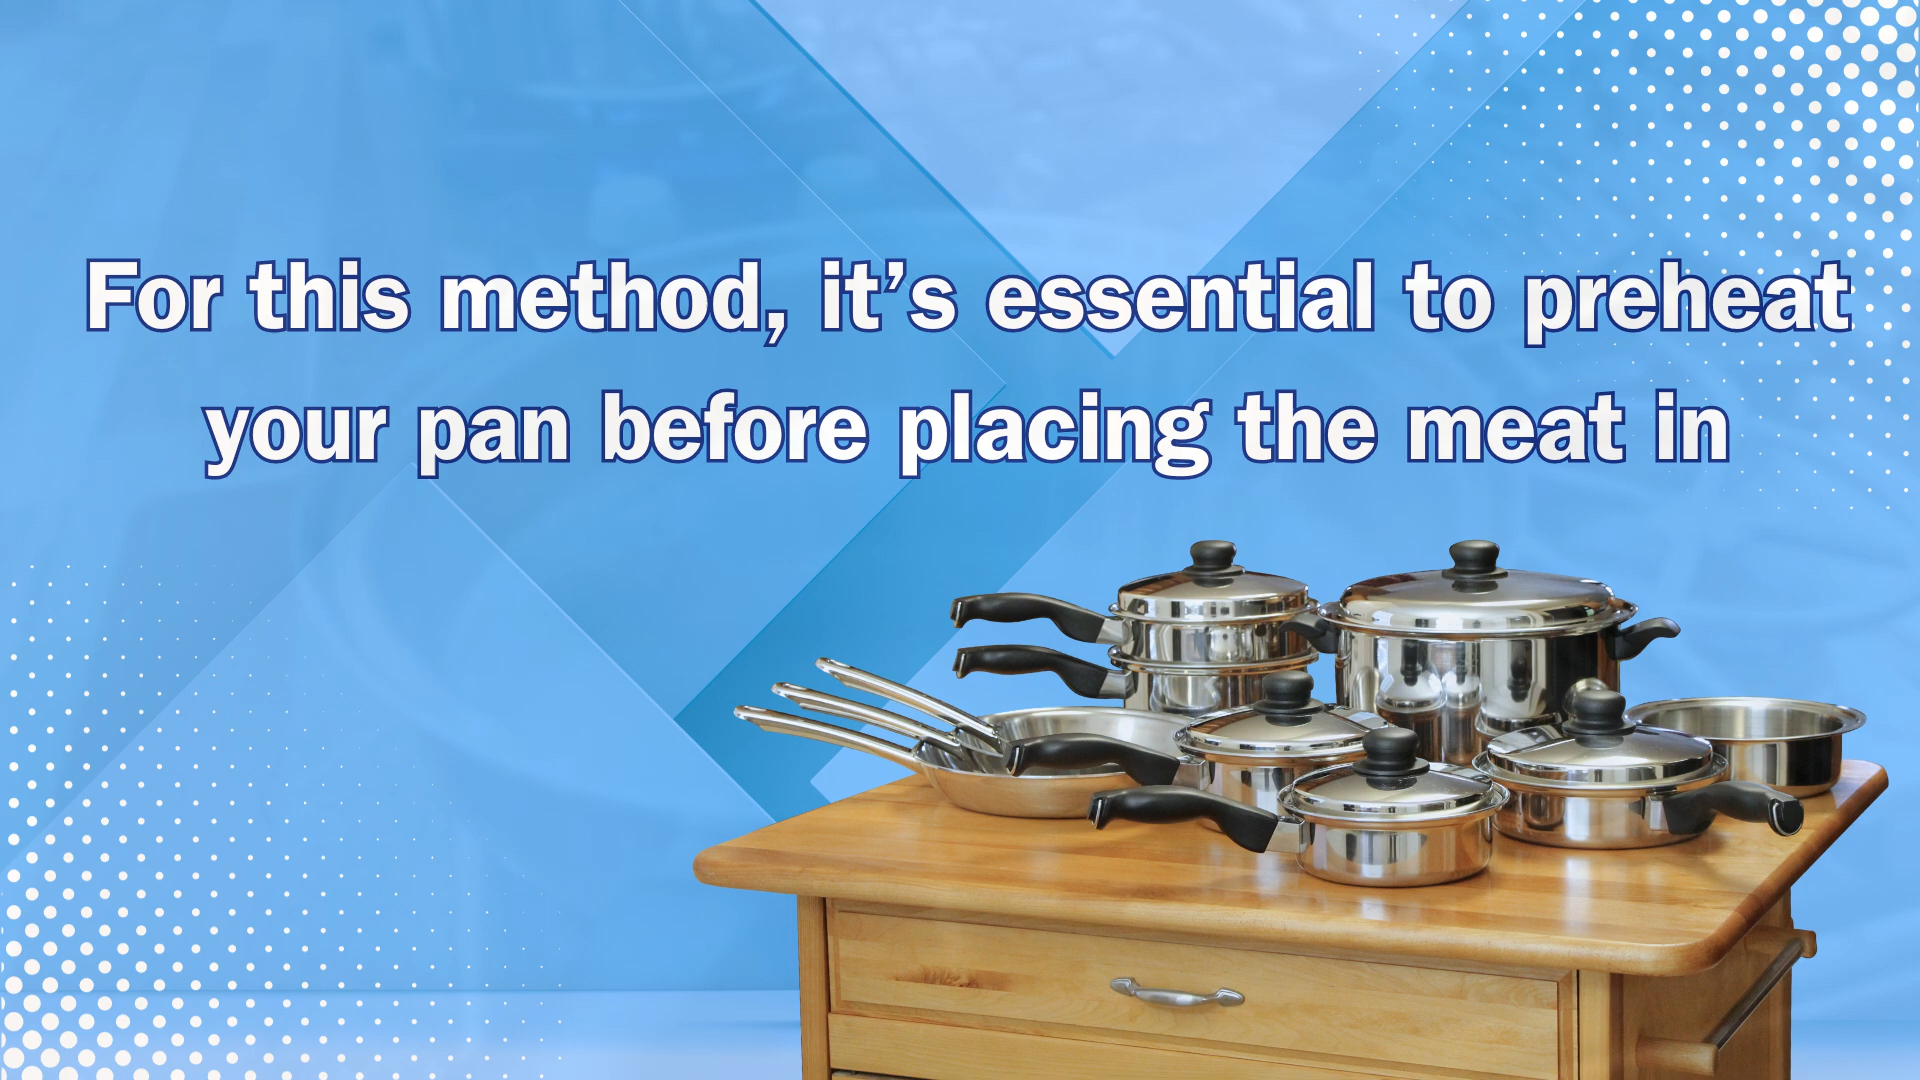 For this method, it’s essential to preheat
your pan before placing the meat in